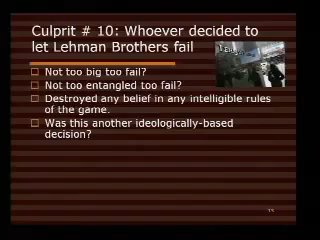 Culprit # 10: Whoever decided to
let Lehman Brothers fail
Not too big too fail?
Not too entangled too fail?
Destroyed any belief in any intelligible rules
of the game.
Was this another ideologically-based
decision?